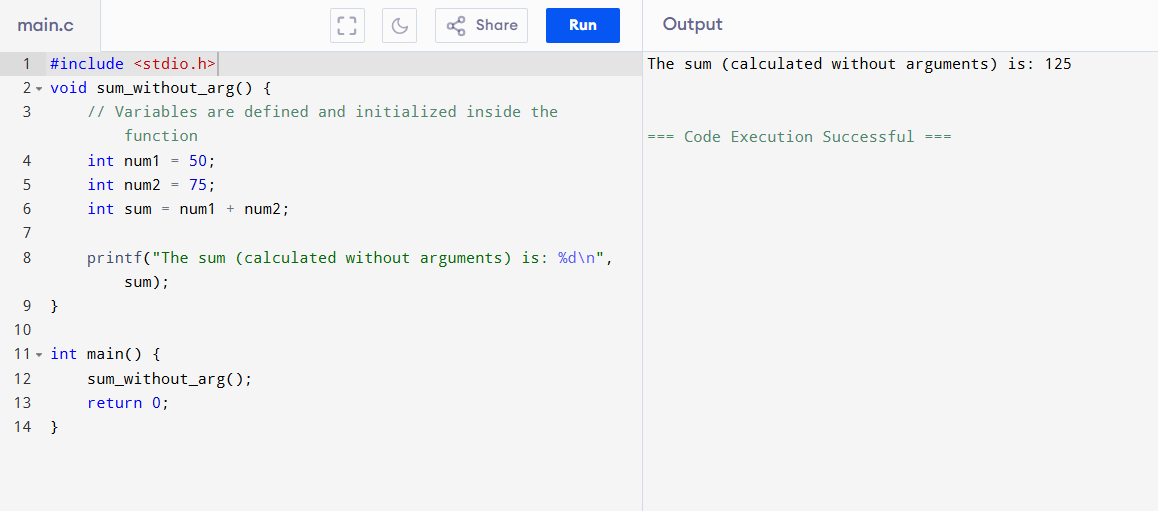 main.c
Share
Run
Output
1 #include <stdio.h>
2 void sum_without_arg() {
3     // Variables are defined and initialized inside the
            function
4     int num1 = 50;
5     int num2 = 75;
6     int sum = num1 + num2;
7
8     printf("The sum (calculated without arguments) is: %d\n",
            sum);
9 }
10
11 int main() {
12     sum_without_arg();
13     return 0;
14 }
The sum (calculated without arguments) is: 125
=== Code Execution Successful ===